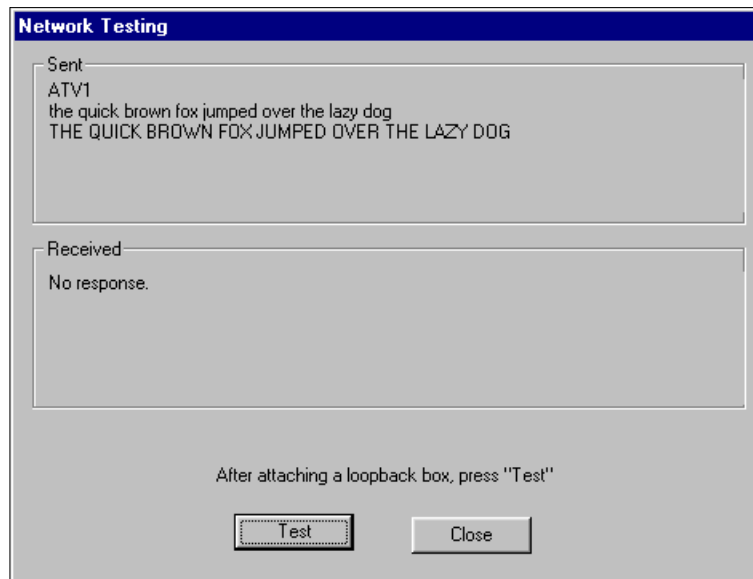 Network Testing
Sent
ATV1
the quick brown fox jumped over the lazy dog
THE QUICK BROWN FOX JUMPED OVER THE LAZY DOG
Received
No response.
After attaching a loopback box, press "Test"
Test
Close